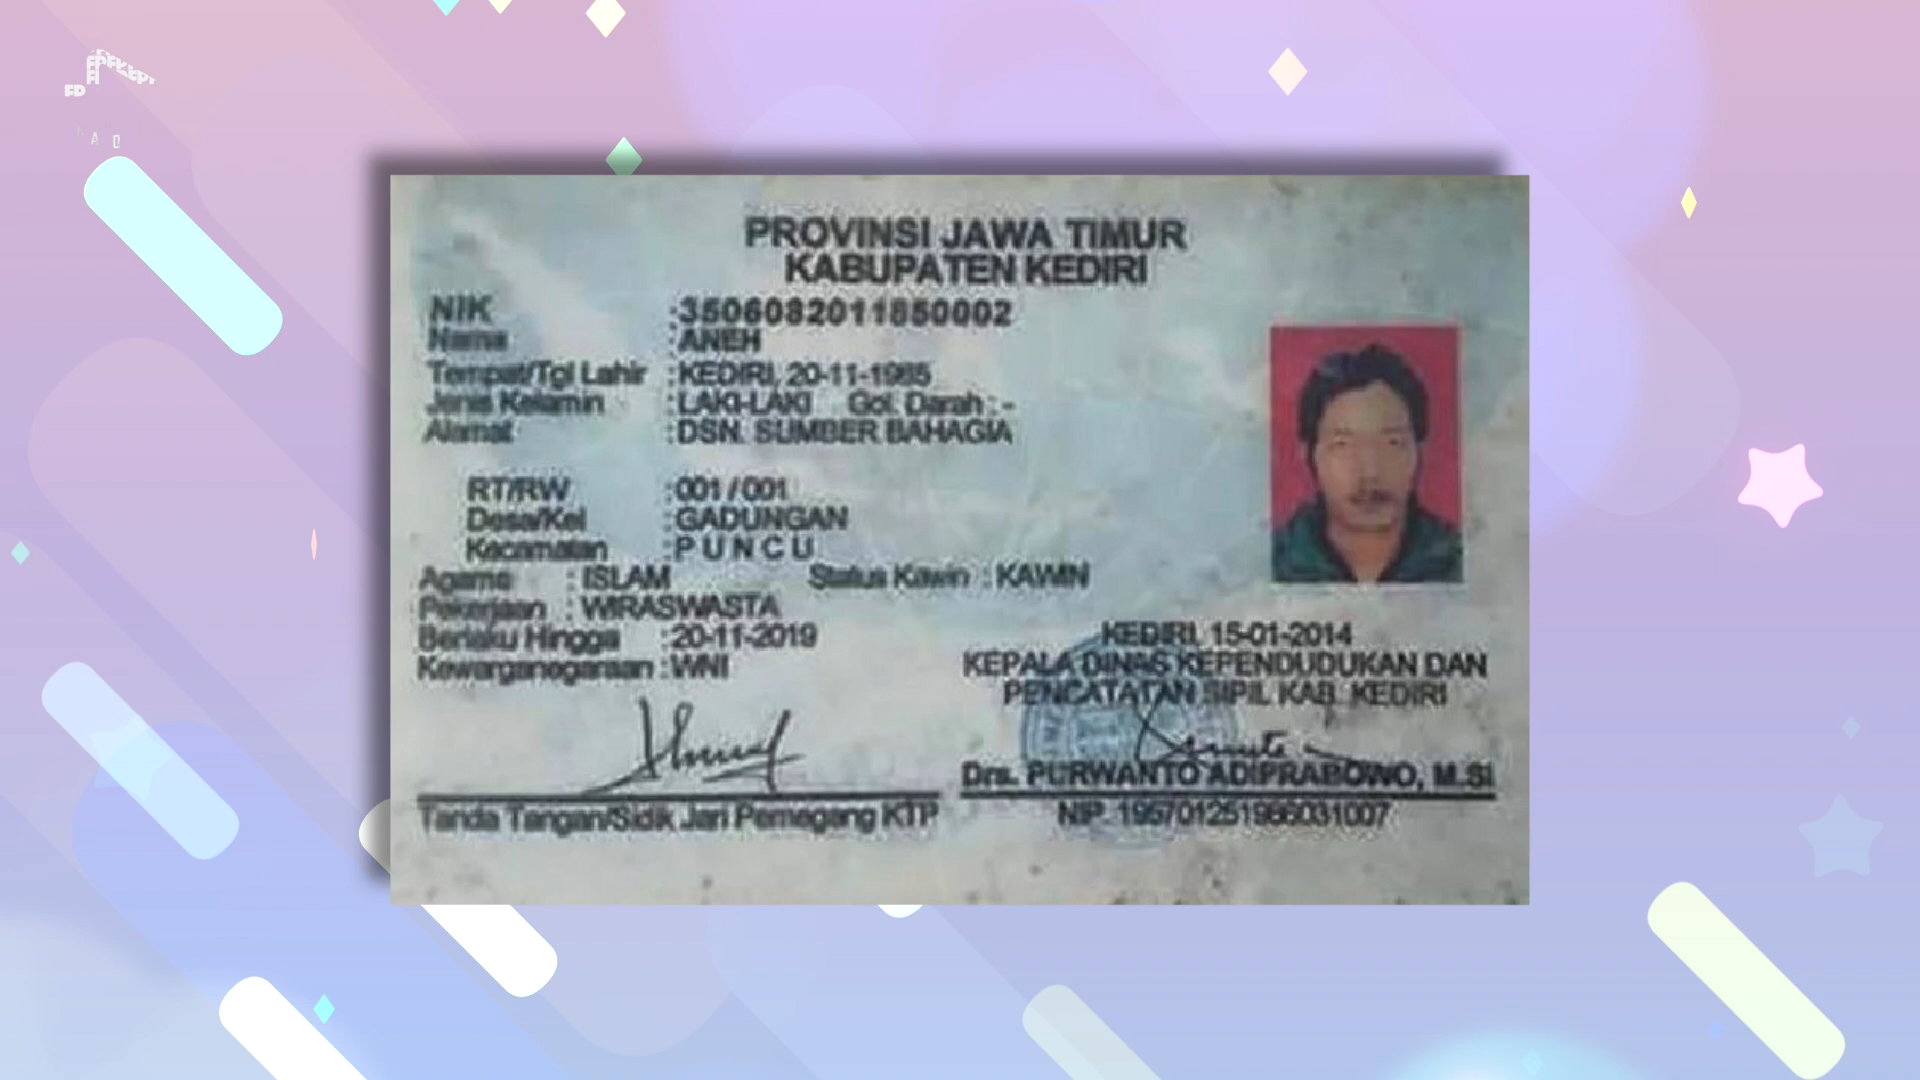 PROVINSI JAWA TIMUR
KABUPATEN KEDIRI
NIK : 3506082011850002
Nama : ANEH
Tempat/Tgl Lahir : KEDIRI, 20-11-1985
Jenis Kelamin : LAKI-LAKI Gol. Darah : -
Alamat : DSN. SUMBER BAHAGIA
RT/RW : 001 / 001
Desa/Kel : GADUNGAN
Kecamatan : P U N C U
Agama : ISLAM Status Kawin : KAWIN
Pekerjaan : WIRASWASTA
Berlaku Hingga : 20-11-2019
Kewarganegaraan : WNI
KEDIRI, 15-01-2014
KEPALA DINAS KEPENDUDUKAN DAN
PENCATATAN SIPIL KAB. KEDIRI
Drs. PURWANTO ADIPRABOWO, M.Si
NIP. 195701251986031007
Tanda Tangan/Sidik Jari Pemegang KTP